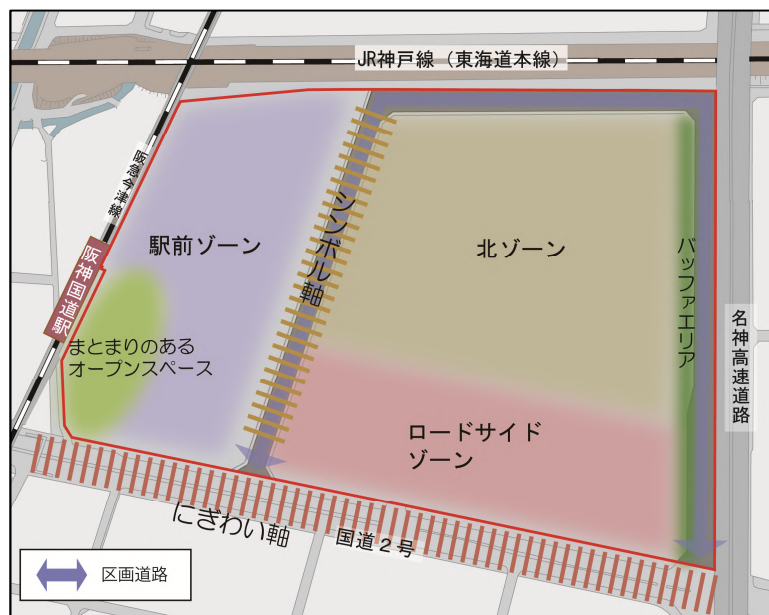 JR神戸線（東海道本線）
阪急今津線
阪神国道駅
駅前ゾーン
シンボル軸
北ゾーン
バッファエリア
名神高速道路
まとまりのある
オープンスペース
ロードサイド
ゾーン
にぎわい軸
国道２号
区画道路